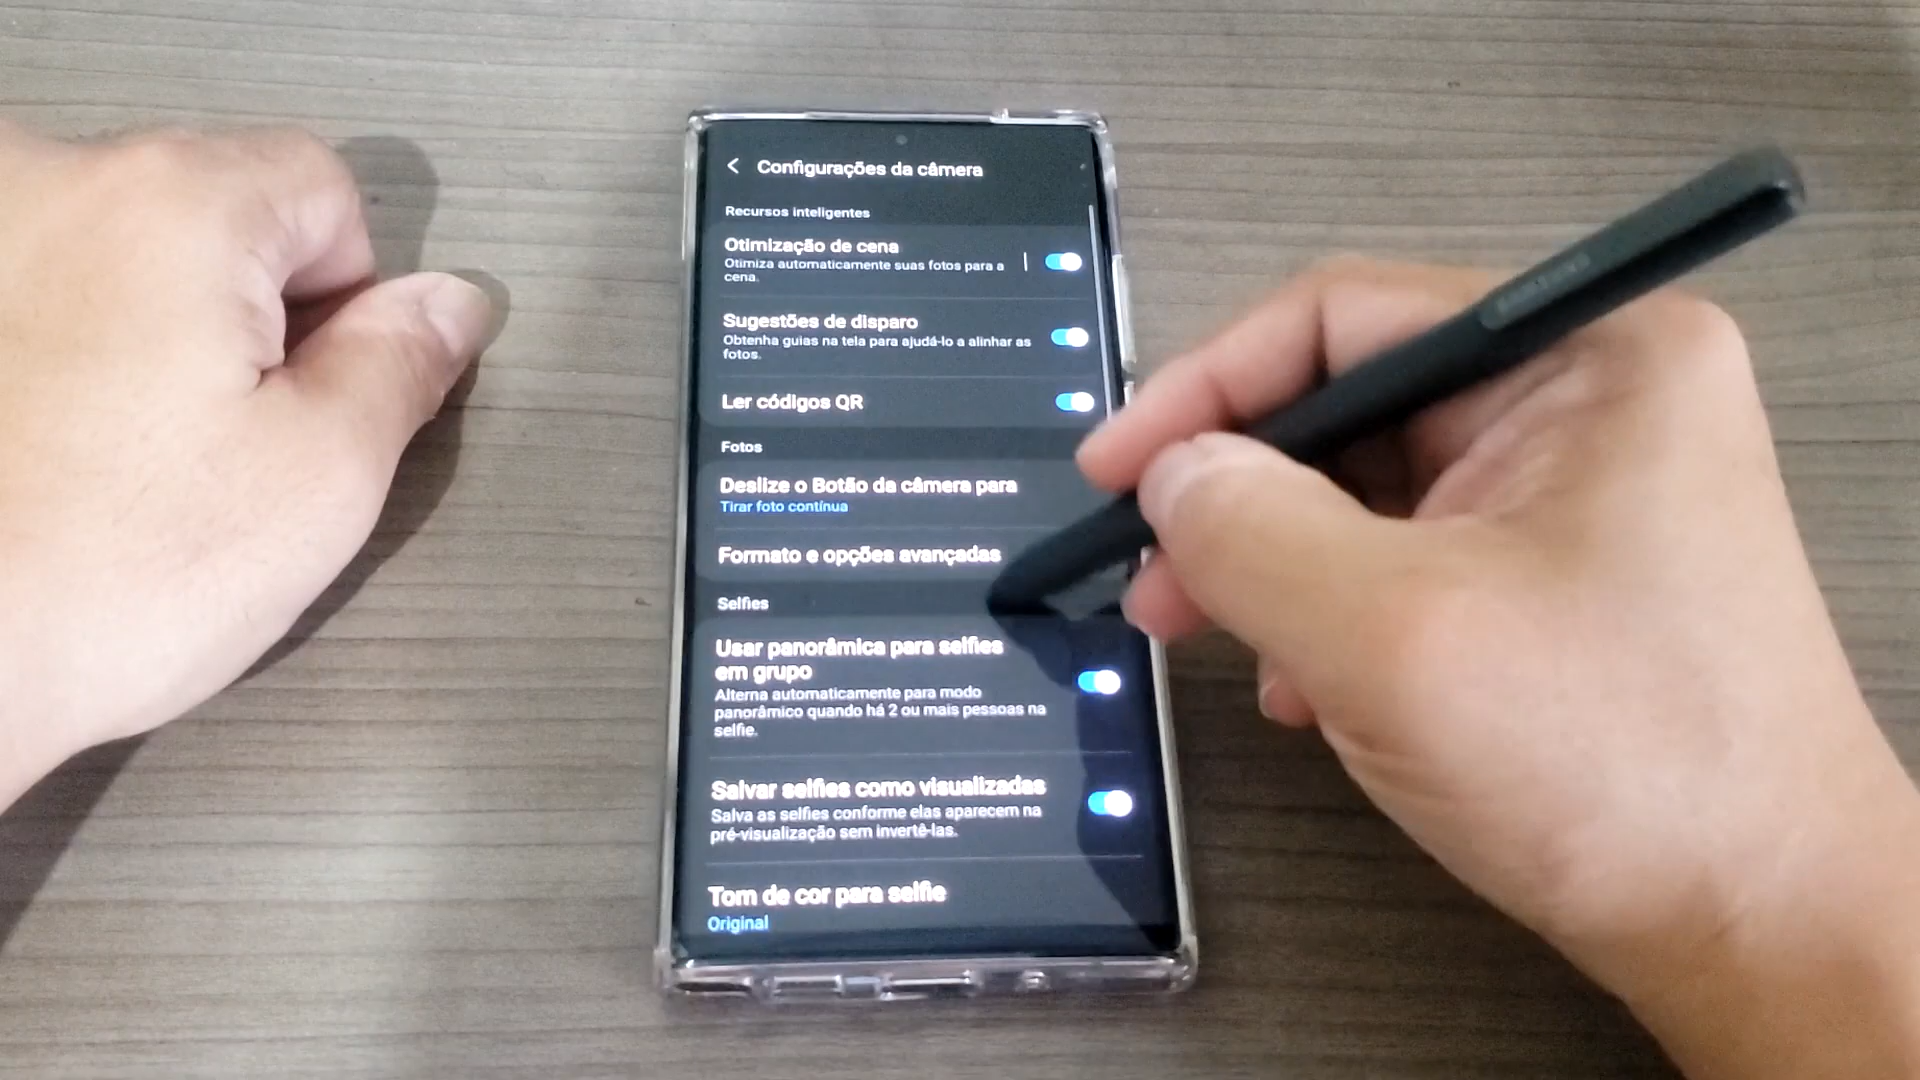 Configurações da câmera
Recursos inteligentes
Otimização de cena
Otimiza automaticamente suas fotos para a
cena.
Sugestões de disparo
Obtenha guias na tela para ajudá-lo a alinhar as
fotos.
Ler códigos QR
Fotos
Deslize o Botão da câmera para
Tirar foto contínua
Formato e opções avançadas
Selfies
Usar panorâmica para selfies
em grupo
Alterna automaticamente para modo
panorâmico quando há 2 ou mais pessoas na
selfie.
Salvar selfies como visualizadas
Salva as selfies conforme elas aparecem na
pré-visualização sem invertê-las.
Tom de cor para selfie
Original
SAMSUNG